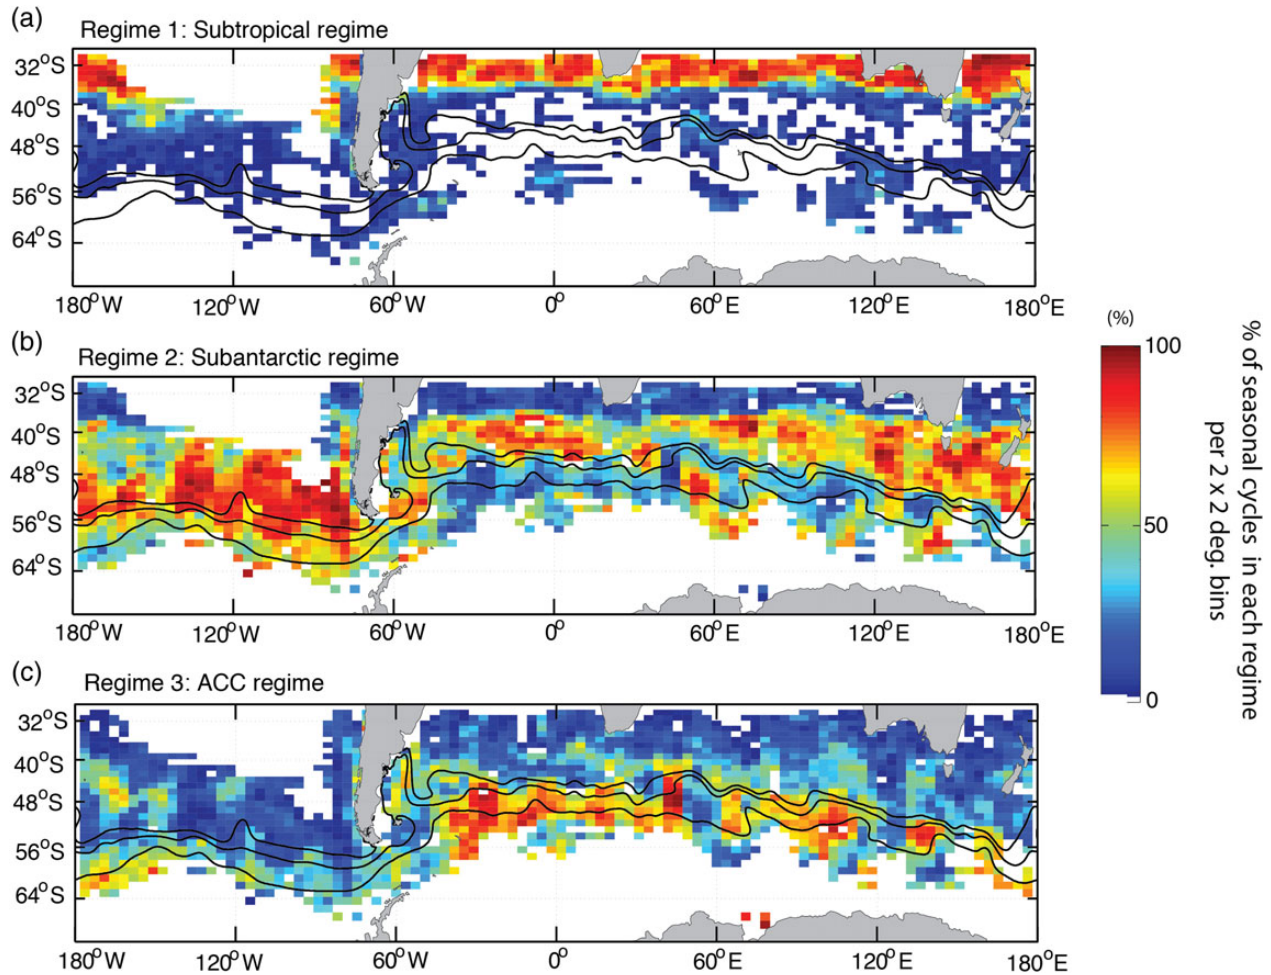 (a)
Regime 1: Subtropical regime
32°S
40°S
48°S
56°S
64°S
180°W 120°W 60°W 0° 60°E 120°E 180°E
(b)
Regime 2: Subantarctic regime
32°S
40°S
48°S
56°S
64°S
180°W 120°W 60°W 0° 60°E 120°E 180°E
(c)
Regime 3: ACC regime
32°S
40°S
48°S
56°S
64°S
180°W 120°W 60°W 0° 60°E 120°E 180°E
(%)
100
50
0
% of seasonal cycles in each regime
per 2 x 2 deg. bins